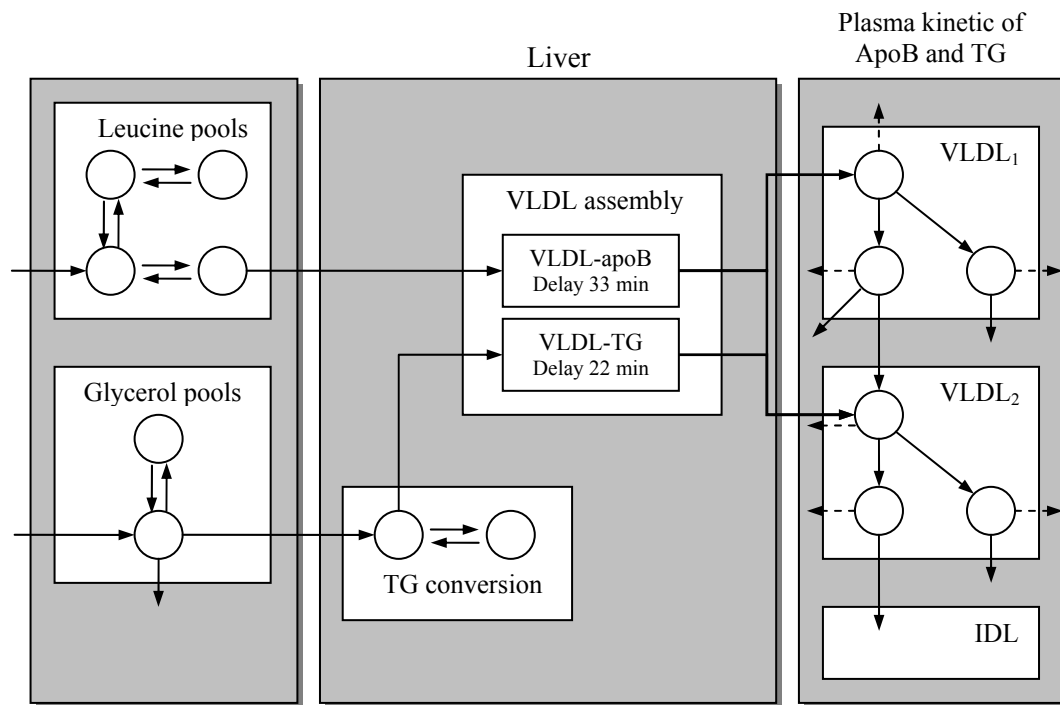 Plasma kinetic of
ApoB and TG
Liver
Leucine pools
VLDL₁
VLDL assembly
VLDL-apoB
Delay 33 min
VLDL-TG
Delay 22 min
Glycerol pools
VLDL₂
TG conversion
IDL